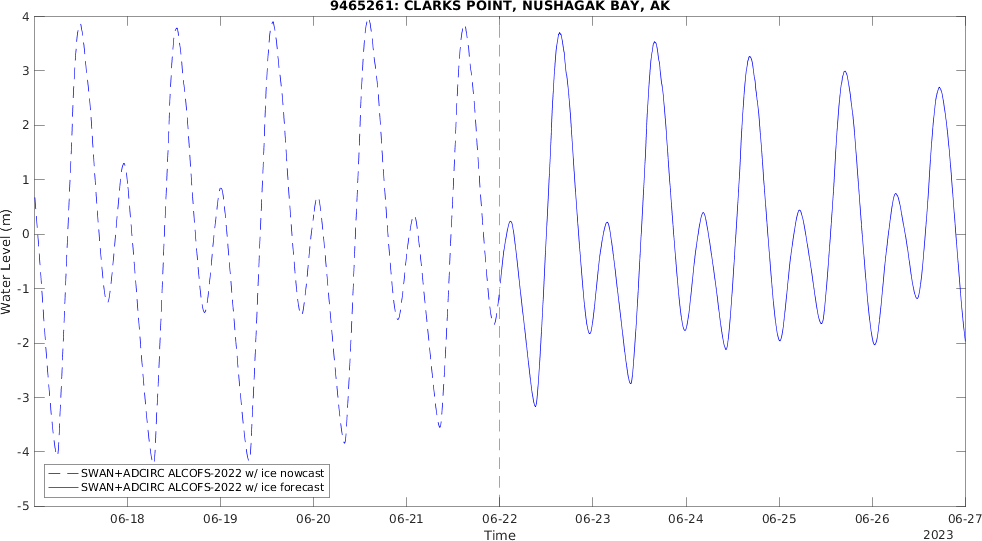 9465261: CLARKS POINT, NUSHAGAK BAY, AK
4
3
2
1
0
-1
-2
-3
-4
-5
Water Level (m)
SWAN+ADCIRC ALCOFS-2022 w/ ice nowcast
SWAN+ADCIRC ALCOFS-2022 w/ ice forecast
06-18 06-19 06-20 06-21 06-22 06-23 06-24 06-25 06-26 06-27
Time
2023